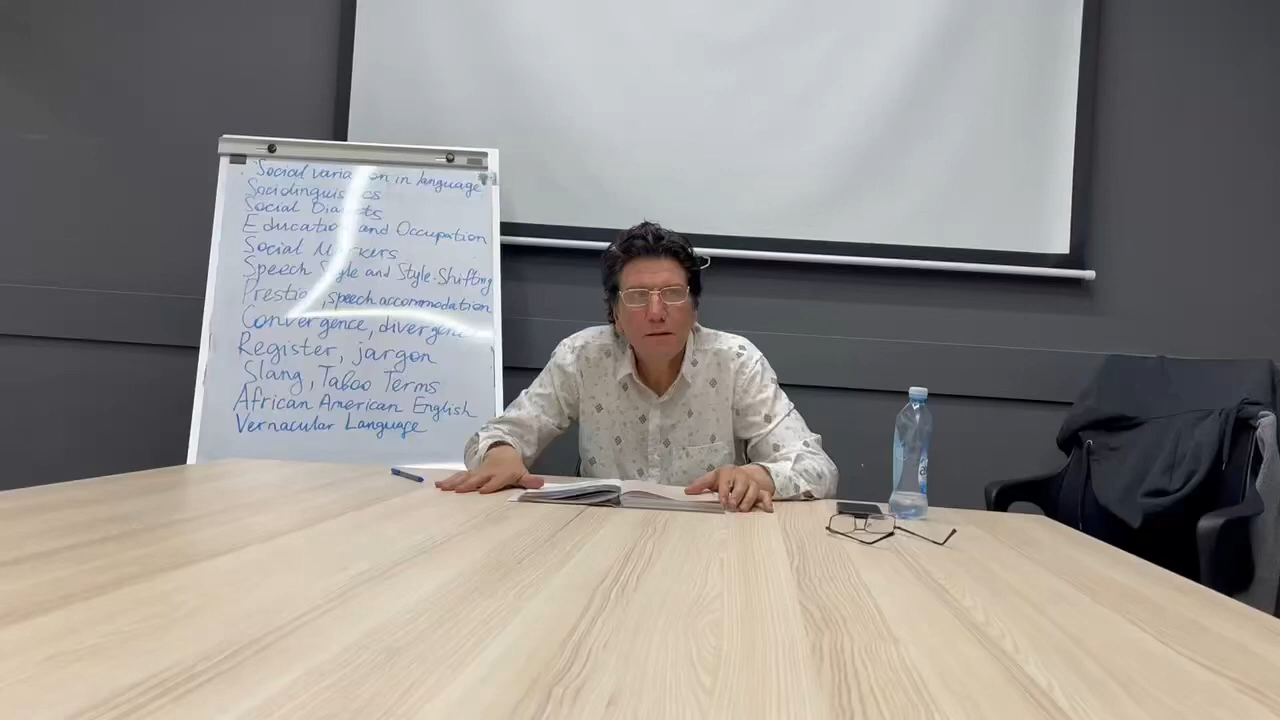 Social variation in language
Sociolinguistics
Social Dialects
Education and Occupation
Social Markers
Speech Style and Style-Shifting
Prestige, speech accommodation
Convergence, divergence
Register, jargon
Slang, Taboo Terms
African American English
Vernacular Language